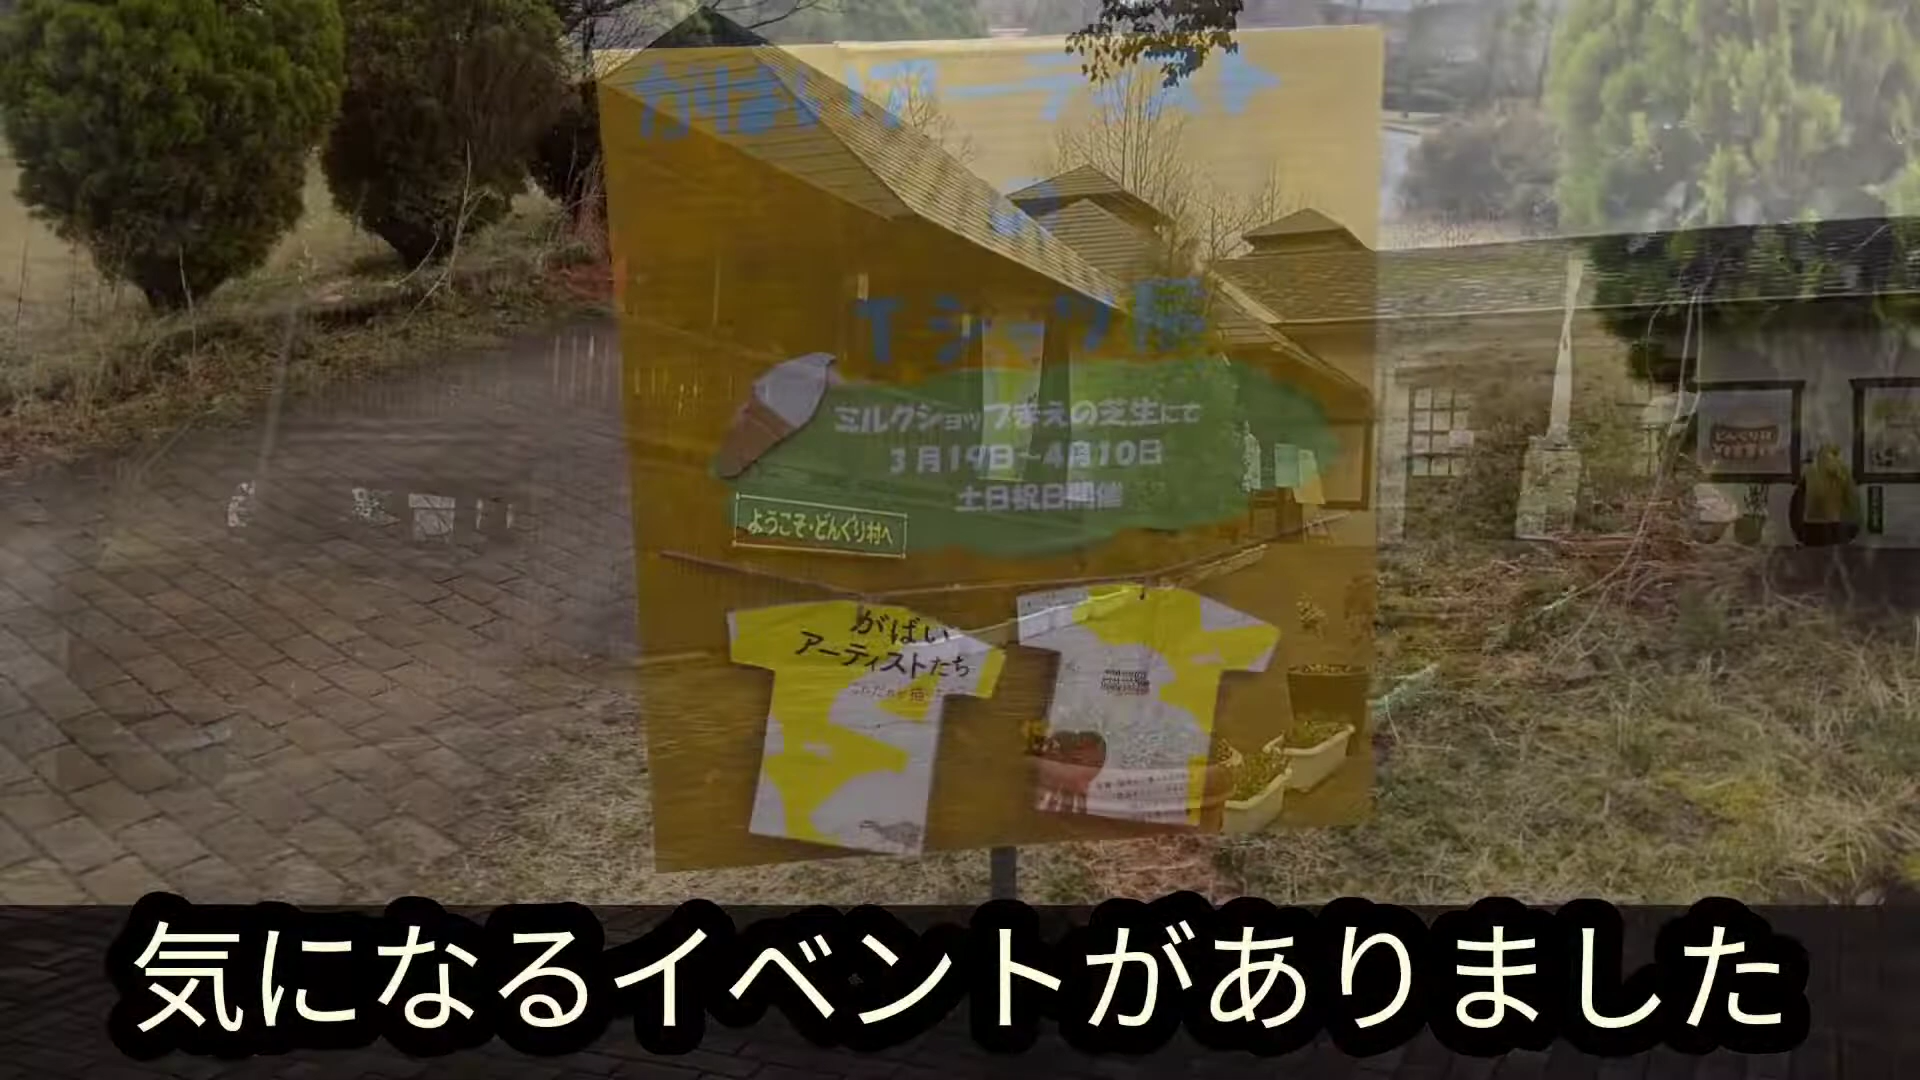 がばいアーティスト
の
Tシャツ展
ミルクショップまえの芝生にて
3月19日～4月10日
土日祝日開催
ようこそ・どんぐり村へ
がばい
アーティストたち
気になるイベントがありました